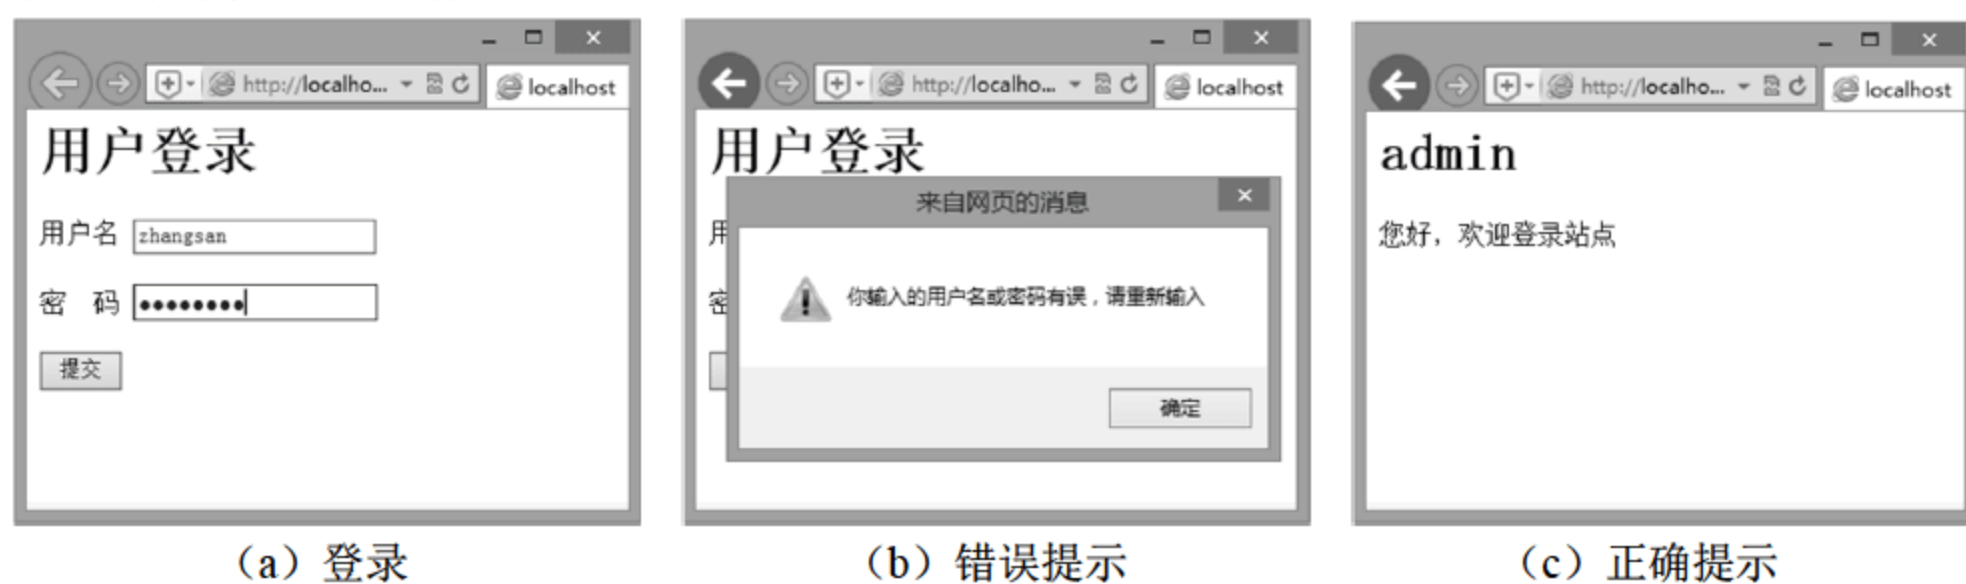 http://localho...
localhost
用户登录
用户名 zhangsan
密 码 ••••••••
提交
(a)登录
http://localho...
localhost
用户登录
来自网页的消息
你输入的用户名或密码有误,请重新输入
确定
(b)错误提示
http://localho...
localhost
admin
您好,欢迎登录站点
(c)正确提示